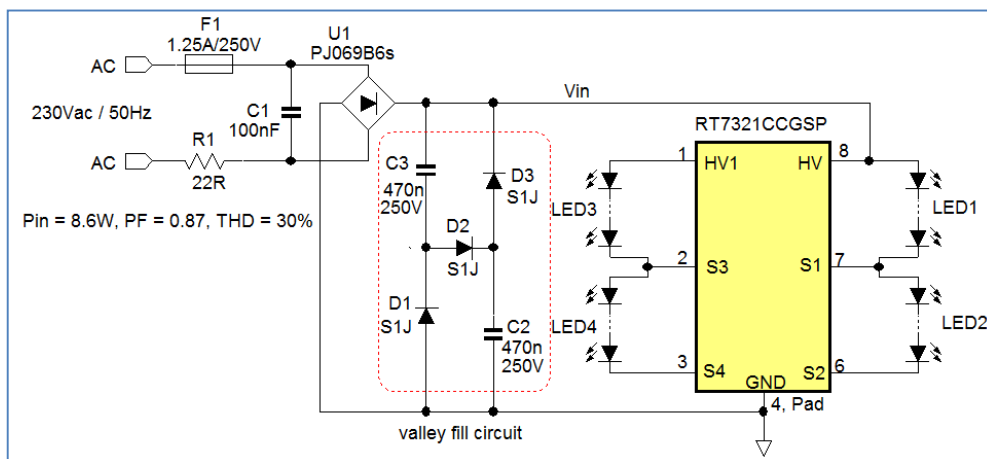 F1
1.25A/250V
U1
PJ069B6s
AC
230Vac / 50Hz
C1
100nF
AC
R1
22R
Pin = 8.6W, PF = 0.87, THD = 30%
C3
470n
250V
D3
S1J
D2
S1J
D1
S1J
C2
470n
250V
valley fill circuit
Vin
RT7321CCGSP
1
HV1
HV
8
LED3
LED1
2
S3
S1
7
LED4
LED2
3
S4
S2
6
GND
4, Pad